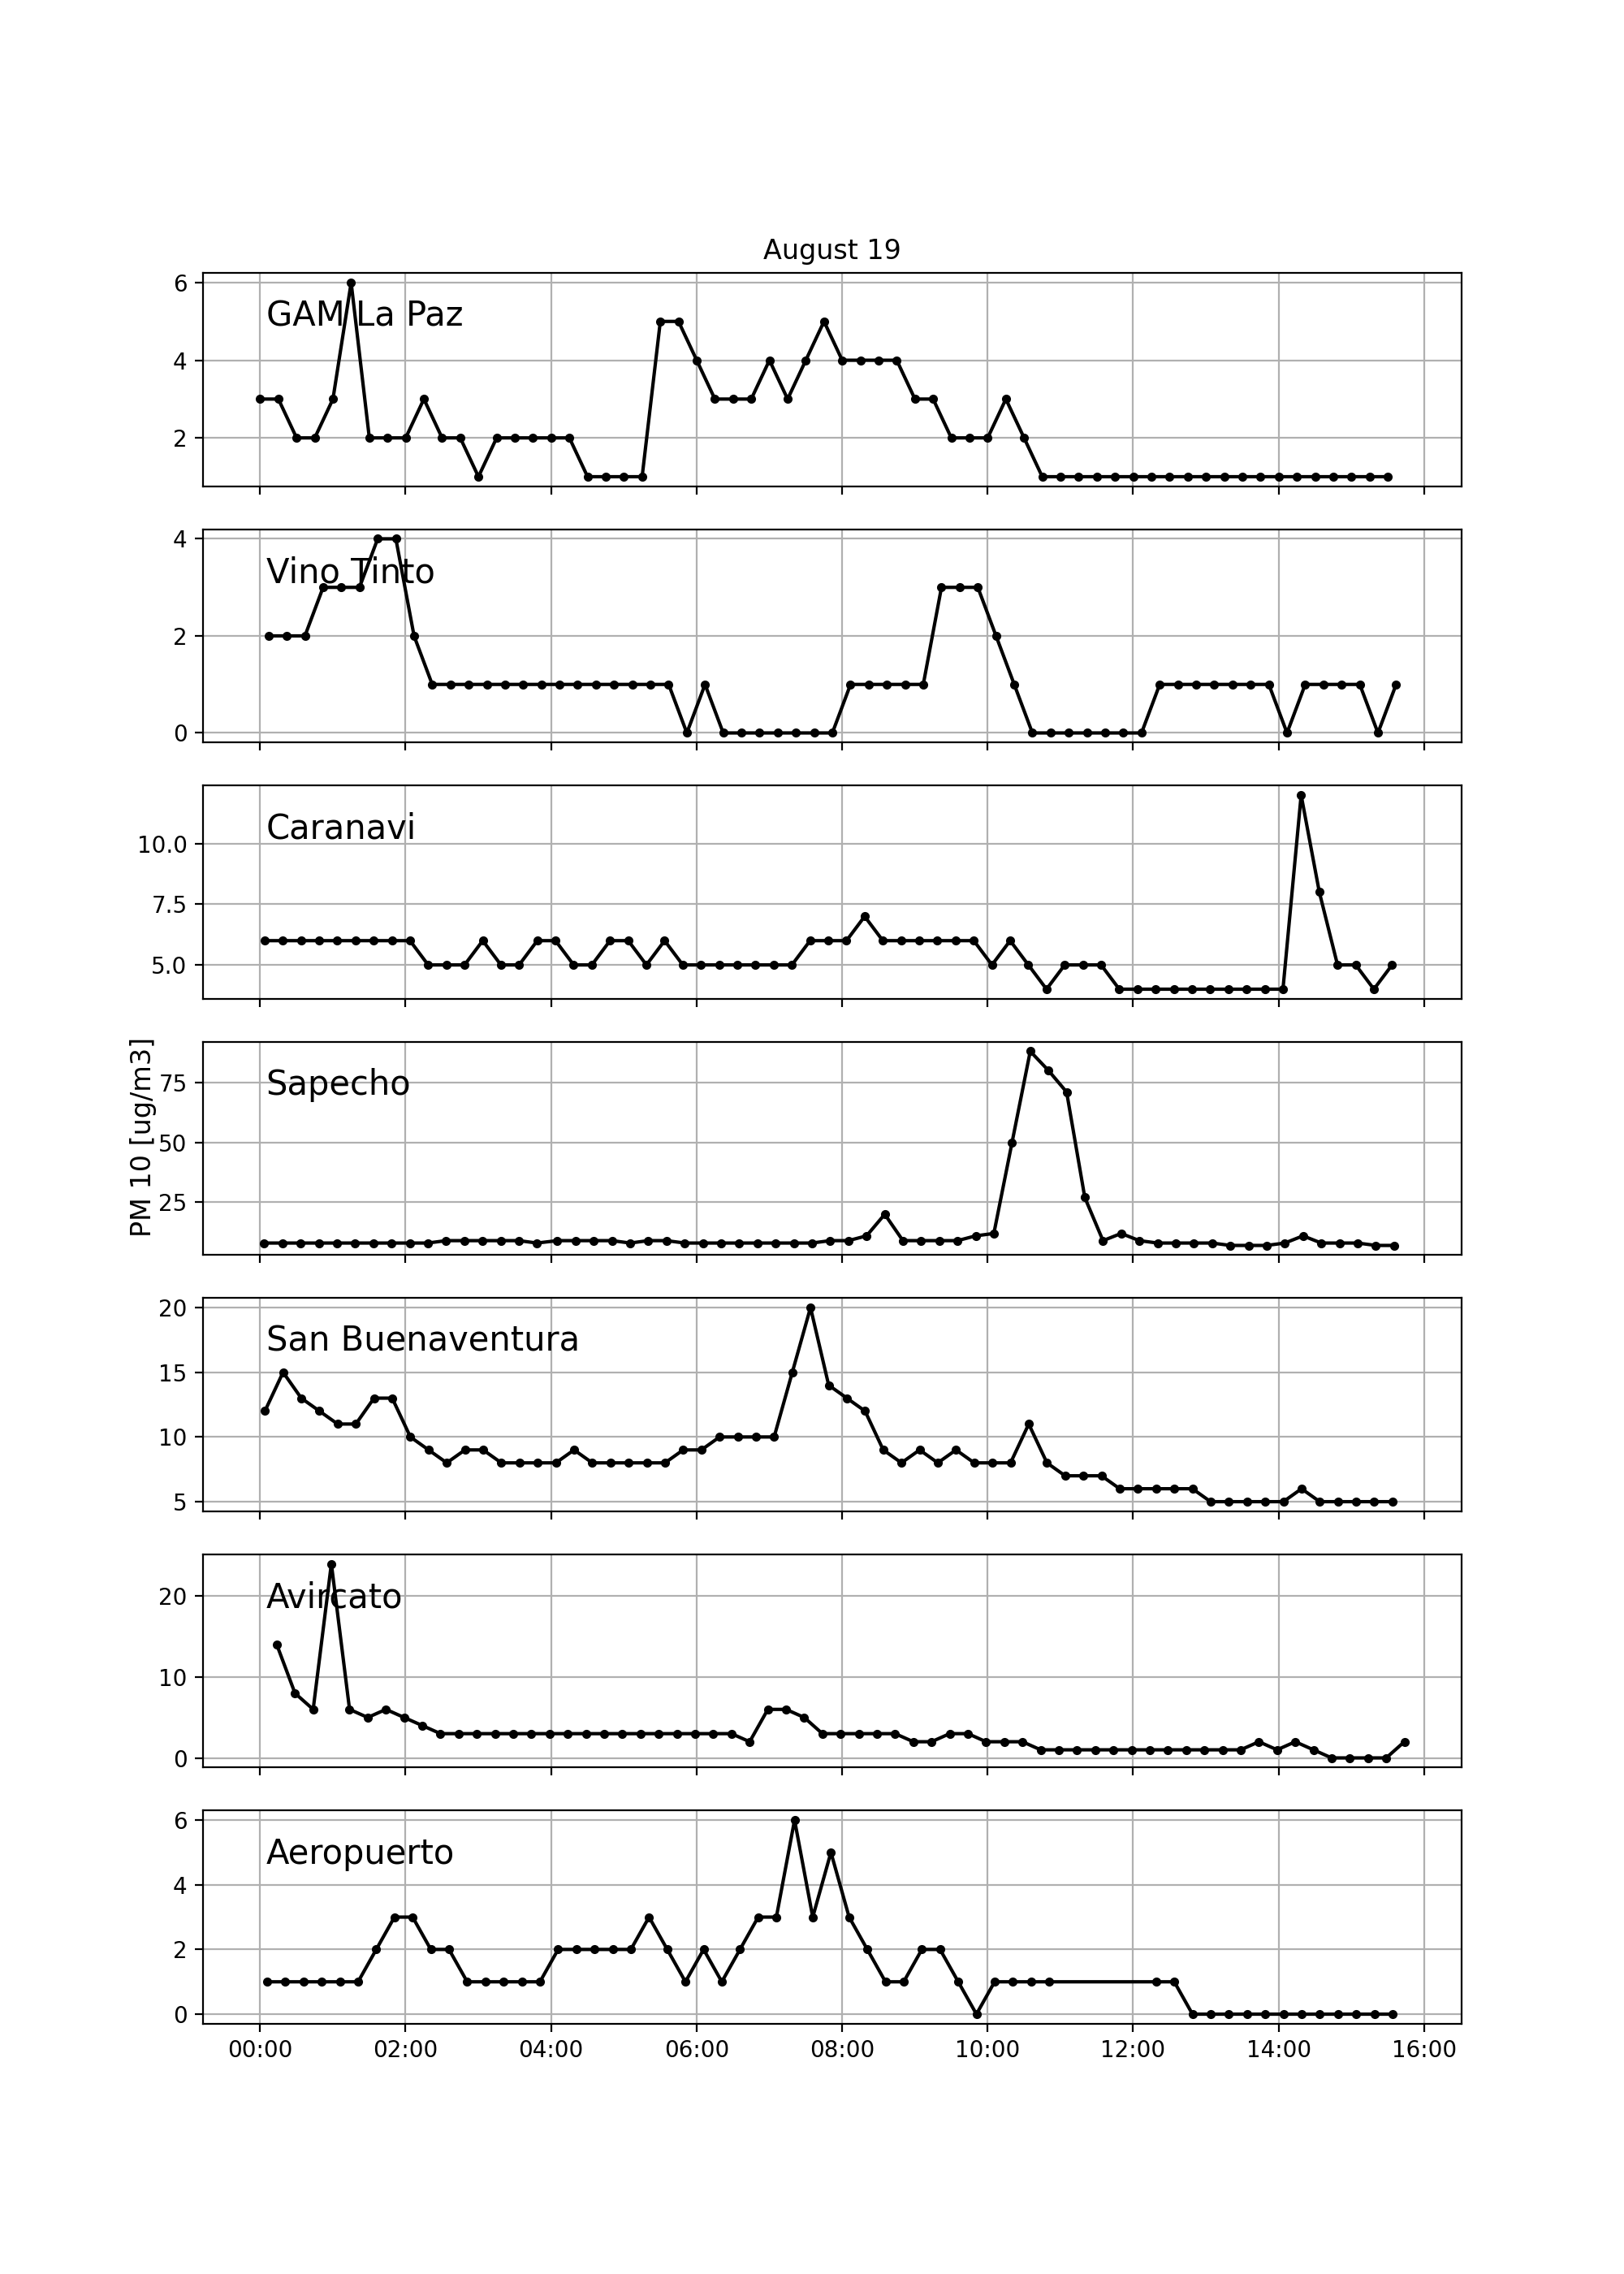 August 19
6
4
2
GAM La Paz
4
2
0
Vino Tinto
10.0
7.5
5.0
Caranavi
PM 10 [ug/m3]
75
50
25
Sapecho
20
15
10
5
San Buenaventura
20
10
0
Avircato
6
4
2
0
Aeropuerto
00:00 02:00 04:00 06:00 08:00 10:00 12:00 14:00 16:00